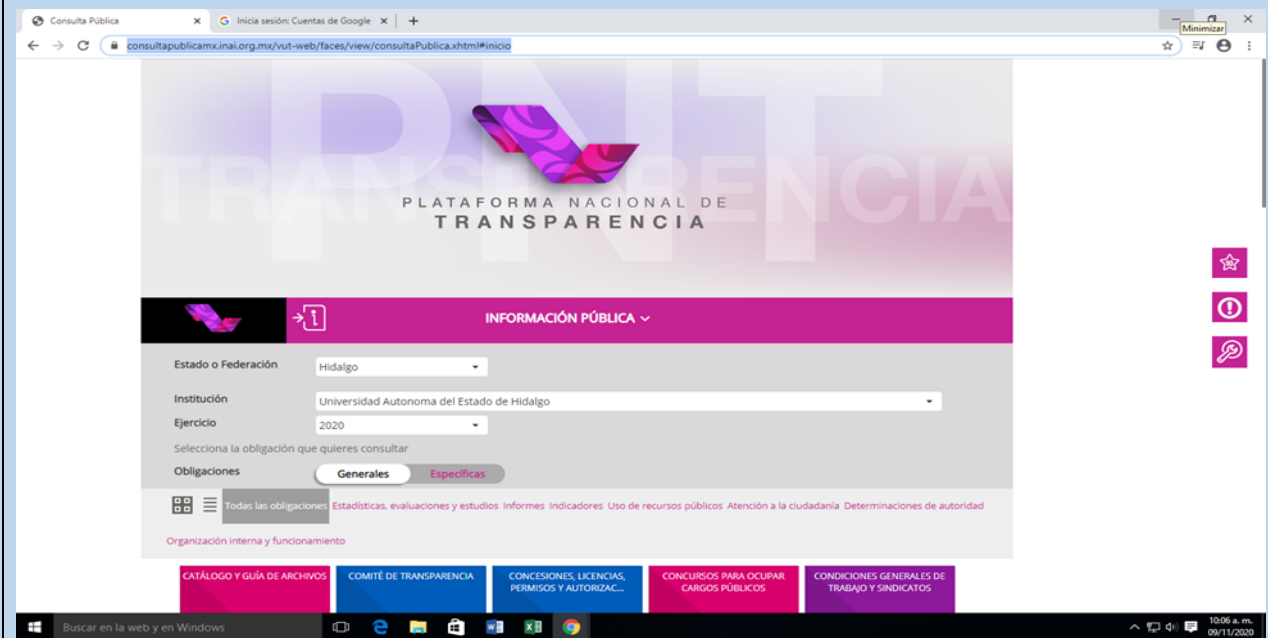 Consulta Pública
Inicia sesión: Cuentas de Google
Minimizar
consultapublicamx.inai.org.mx/vut-web/faces/view/consultaPublica.xhtml#inicio
PNT
TRANSPARENCIA
PLATAFORMA NACIONAL DE
TRANSPARENCIA
INFORMACIÓN PÚBLICA
Estado o Federación Hidalgo
Institución Universidad Autonoma del Estado de Hidalgo
Ejercicio 2020
Selecciona la obligación que quieres consultar
Obligaciones Generales Específicas
Todas las obligaciones Estadísticas, evaluaciones y estudios Informes Indicadores Uso de recursos públicos Atención a la ciudadanía Determinaciones de autoridad
Organización interna y funcionamiento
CATÁLOGO Y GUÍA DE ARCHIVOS
COMITÉ DE TRANSPARENCIA
CONCESIONES, LICENCIAS,
PERMISOS Y AUTORIZAC...
CONCURSOS PARA OCUPAR
CARGOS PÚBLICOS
CONDICIONES GENERALES DE
TRABAJO Y SINDICATOS
Buscar en la web y en Windows
10:06 a. m.
09/11/2020